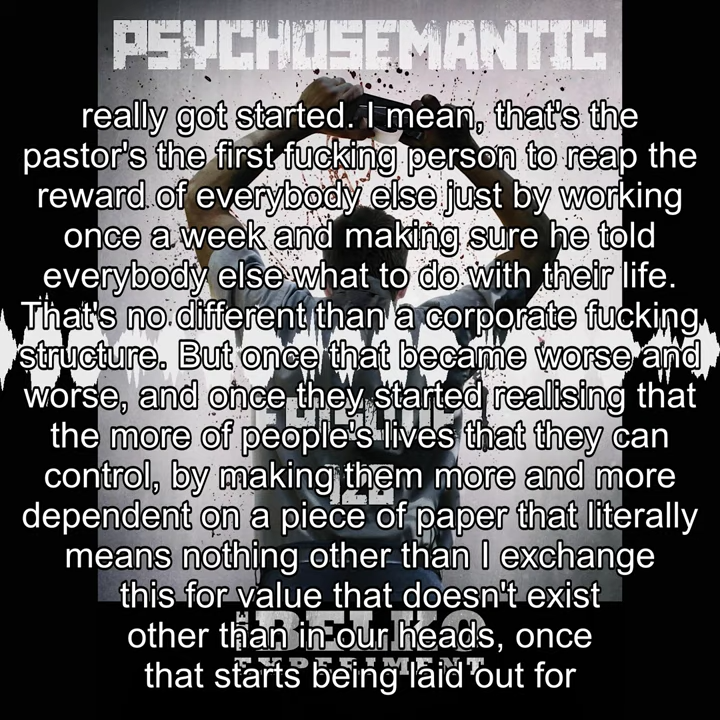 PSYCHOSEMANTIC
really got started. I mean, that's the
pastor's the first fucking person to reap the
reward of everybody else just by working
once a week and making sure he told
everybody else what to do with their life.
That's no different than a corporate fucking
structure. But once that became worse and
worse, and once they started realising that
the more of people's lives that they can
control, by making them more and more
dependent on a piece of paper that literally
means nothing other than I exchange
this for value that doesn't exist
other than in our heads, once
that starts being laid out for
THE BELKO
EXPERIMENT